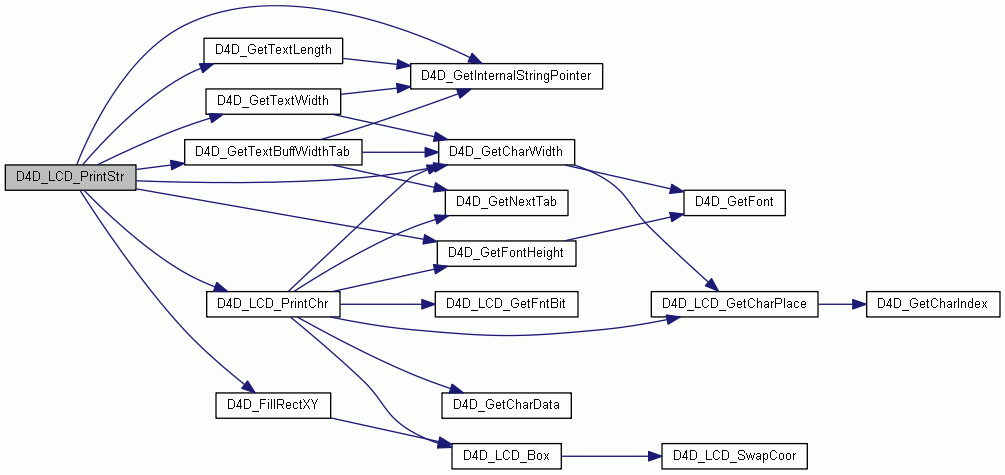 D4D_LCD_PrintStr
D4D_GetTextLength
D4D_GetInternalStringPointer
D4D_GetTextWidth
D4D_GetTextBuffWidthTab
D4D_GetCharWidth
D4D_GetNextTab
D4D_GetFont
D4D_GetFontHeight
D4D_LCD_PrintChr
D4D_LCD_GetFntBit
D4D_LCD_GetCharPlace
D4D_GetCharIndex
D4D_FillRectXY
D4D_GetCharData
D4D_LCD_Box
D4D_LCD_SwapCoor